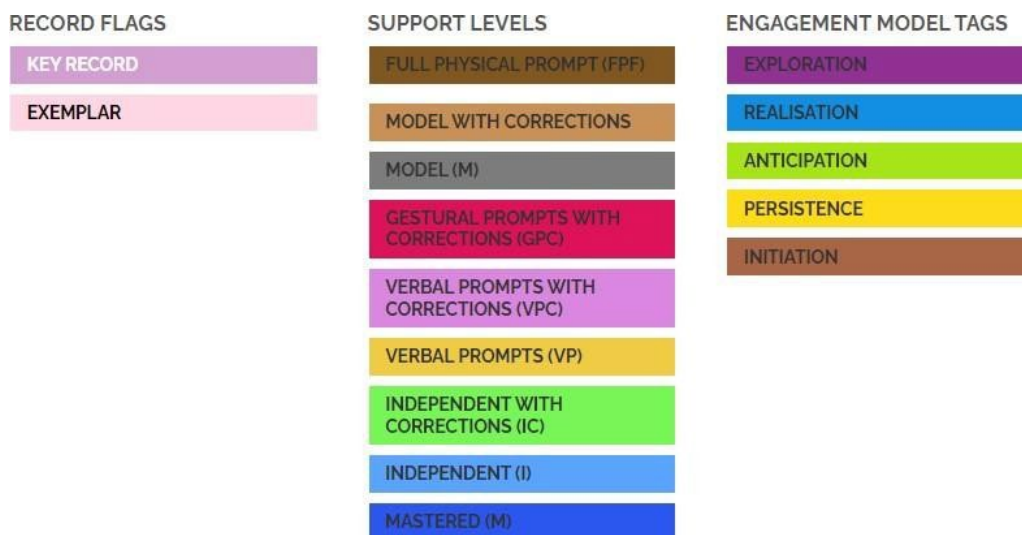 RECORD FLAGS
KEY RECORD
EXEMPLAR
SUPPORT LEVELS
FULL PHYSICAL PROMPT (FPF)
MODEL WITH CORRECTIONS
MODEL (M)
GESTURAL PROMPTS WITH
CORRECTIONS (GPC)
VERBAL PROMPTS WITH
CORRECTIONS (VPC)
VERBAL PROMPTS (VP)
INDEPENDENT WITH
CORRECTIONS (IC)
INDEPENDENT (I)
MASTERED (M)
ENGAGEMENT MODEL TAGS
EXPLORATION
REALISATION
ANTICIPATION
PERSISTENCE
INITIATION